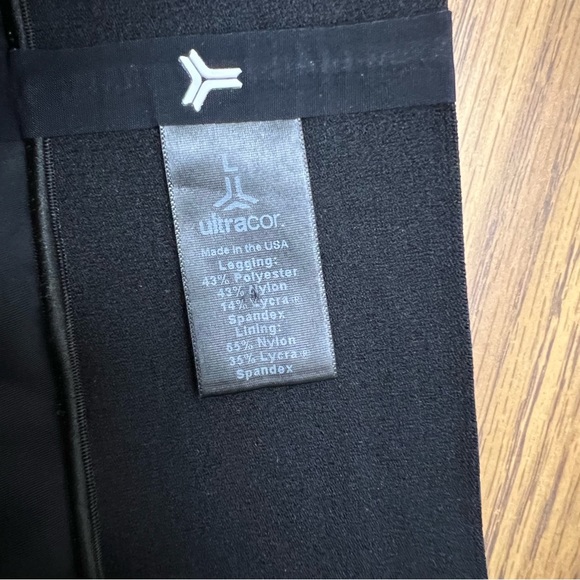 L
ultracor.
Made in the USA
Legging:
43% Polyester
43% Nylon
14% Lycra®
Spandex
Lining:
65% Nylon
35% Lycra®
Spandex